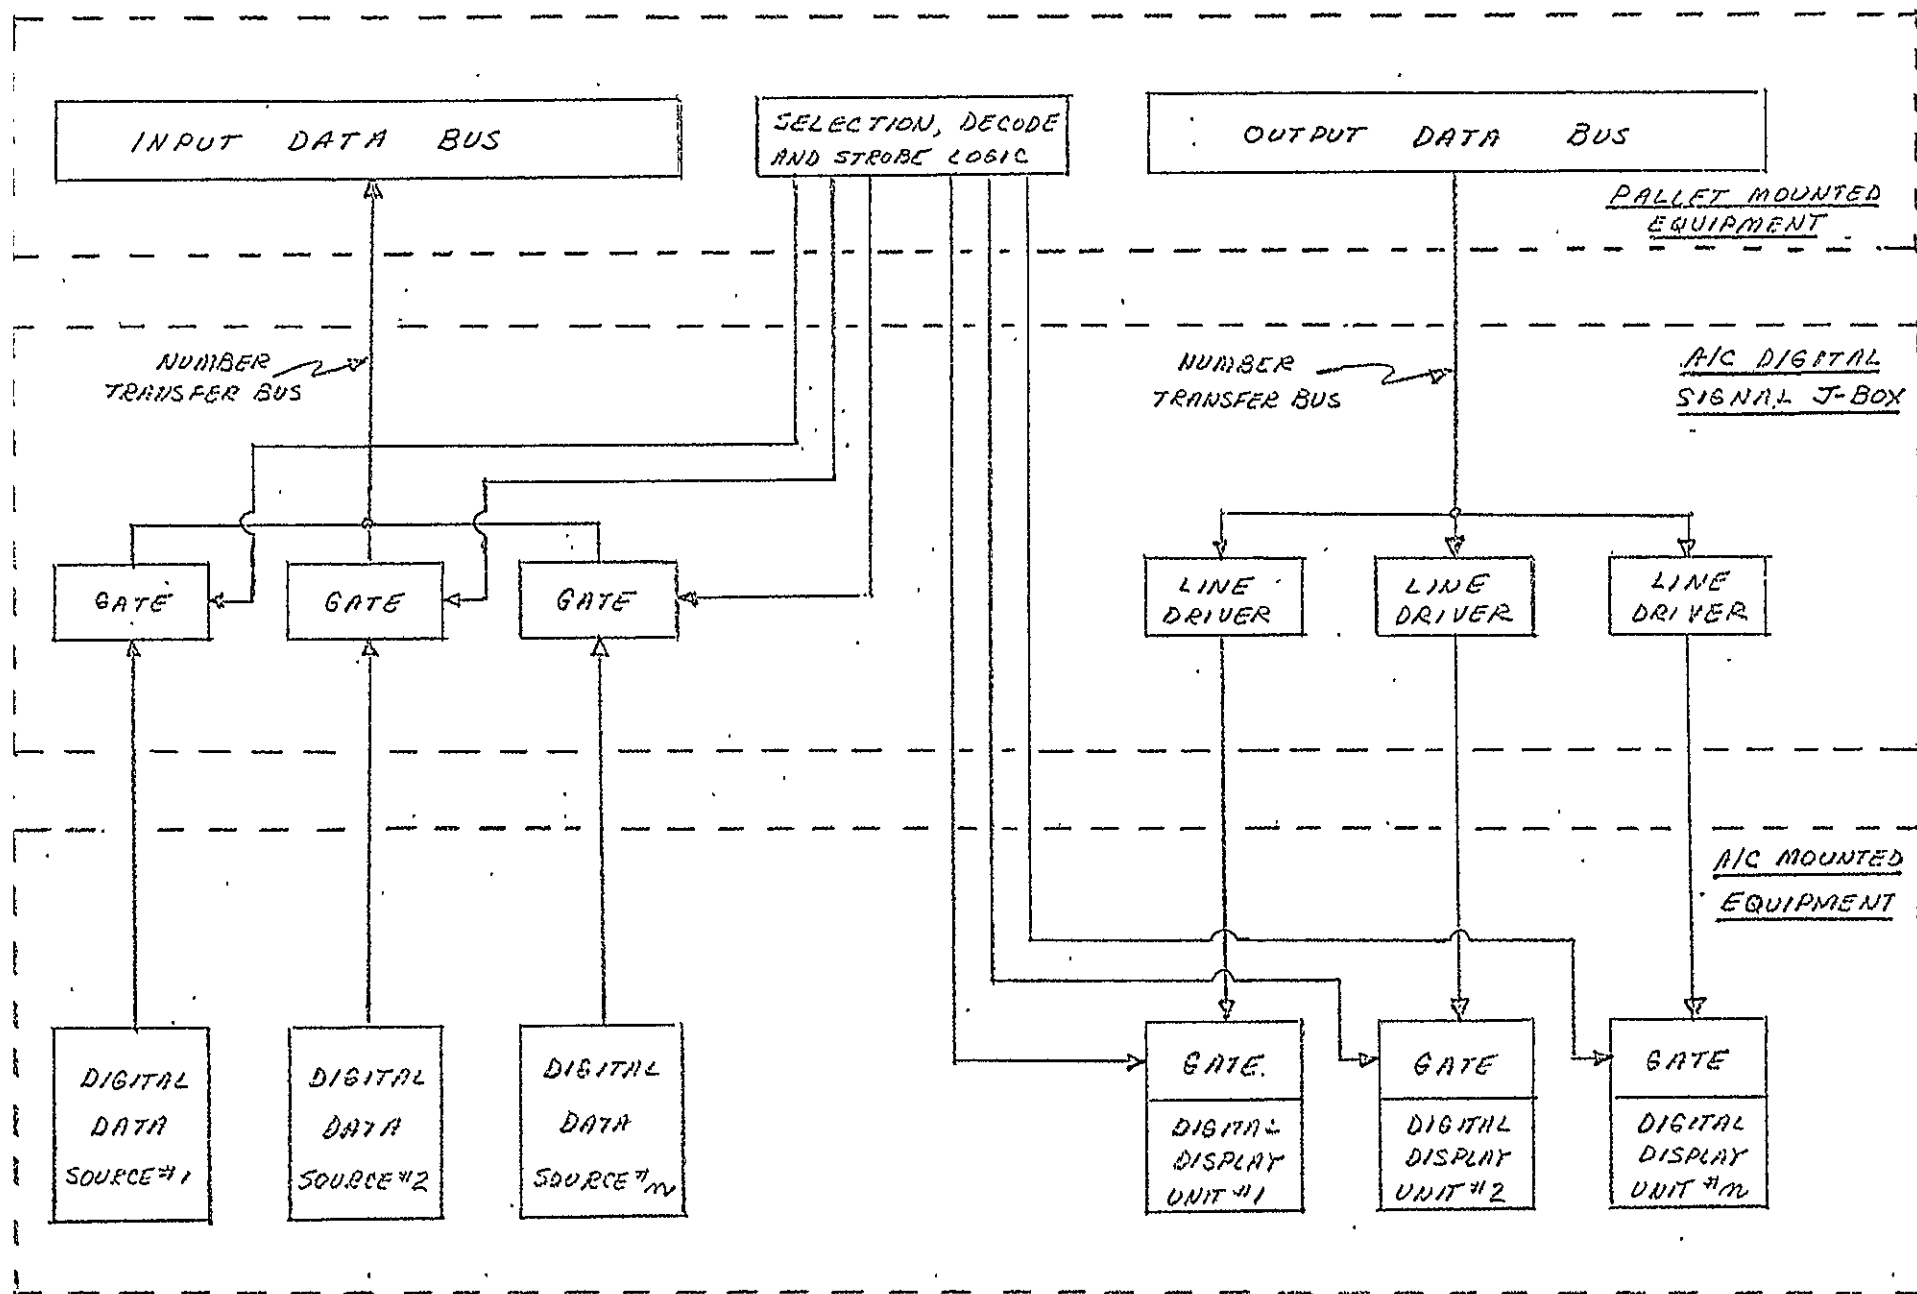 INPUT DATA BUS
SELECTION, DECODE
AND STROBE LOGIC
OUTPUT DATA BUS
PALLET MOUNTED
EQUIPMENT
NUMBER
TRANSFER BUS
NUMBER
TRANSFER BUS
A/C DIGITAL
SIGNAL J-BOX
GATE
GATE
GATE
LINE
DRIVER
LINE
DRIVER
LINE
DRIVER
A/C MOUNTED
EQUIPMENT
DIGITAL
DATA
SOURCE #1
DIGITAL
DATA
SOURCE #2
DIGITAL
DATA
SOURCE #n
GATE
DIGITAL
DISPLAY
UNIT #1
GATE
DIGITAL
DISPLAY
UNIT #2
GATE
DIGITAL
DISPLAY
UNIT #n